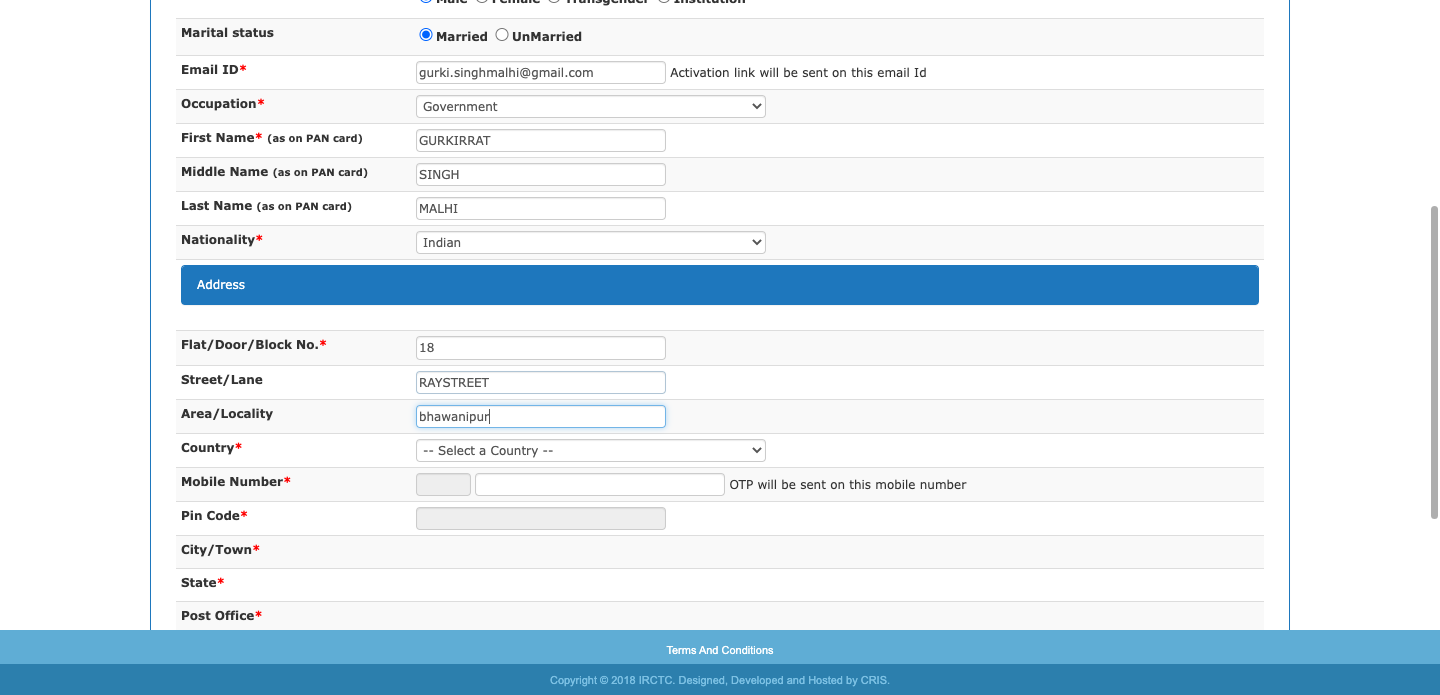 Male Female Transgender Institution
Marital status Married UnMarried
Email ID* gurki.singhmalhi@gmail.com Activation link will be sent on this email Id
Occupation* Government
First Name* (as on PAN card) GURKIRRAT
Middle Name (as on PAN card) SINGH
Last Name (as on PAN card) MALHI
Nationality* Indian
Address
Flat/Door/Block No.* 18
Street/Lane RAYSTREET
Area/Locality bhawanipur
Country* -- Select a Country --
Mobile Number* OTP will be sent on this mobile number
Pin Code*
City/Town*
State*
Post Office*
Terms And Conditions
Copyright © 2018 IRCTC. Designed, Developed and Hosted by CRIS.